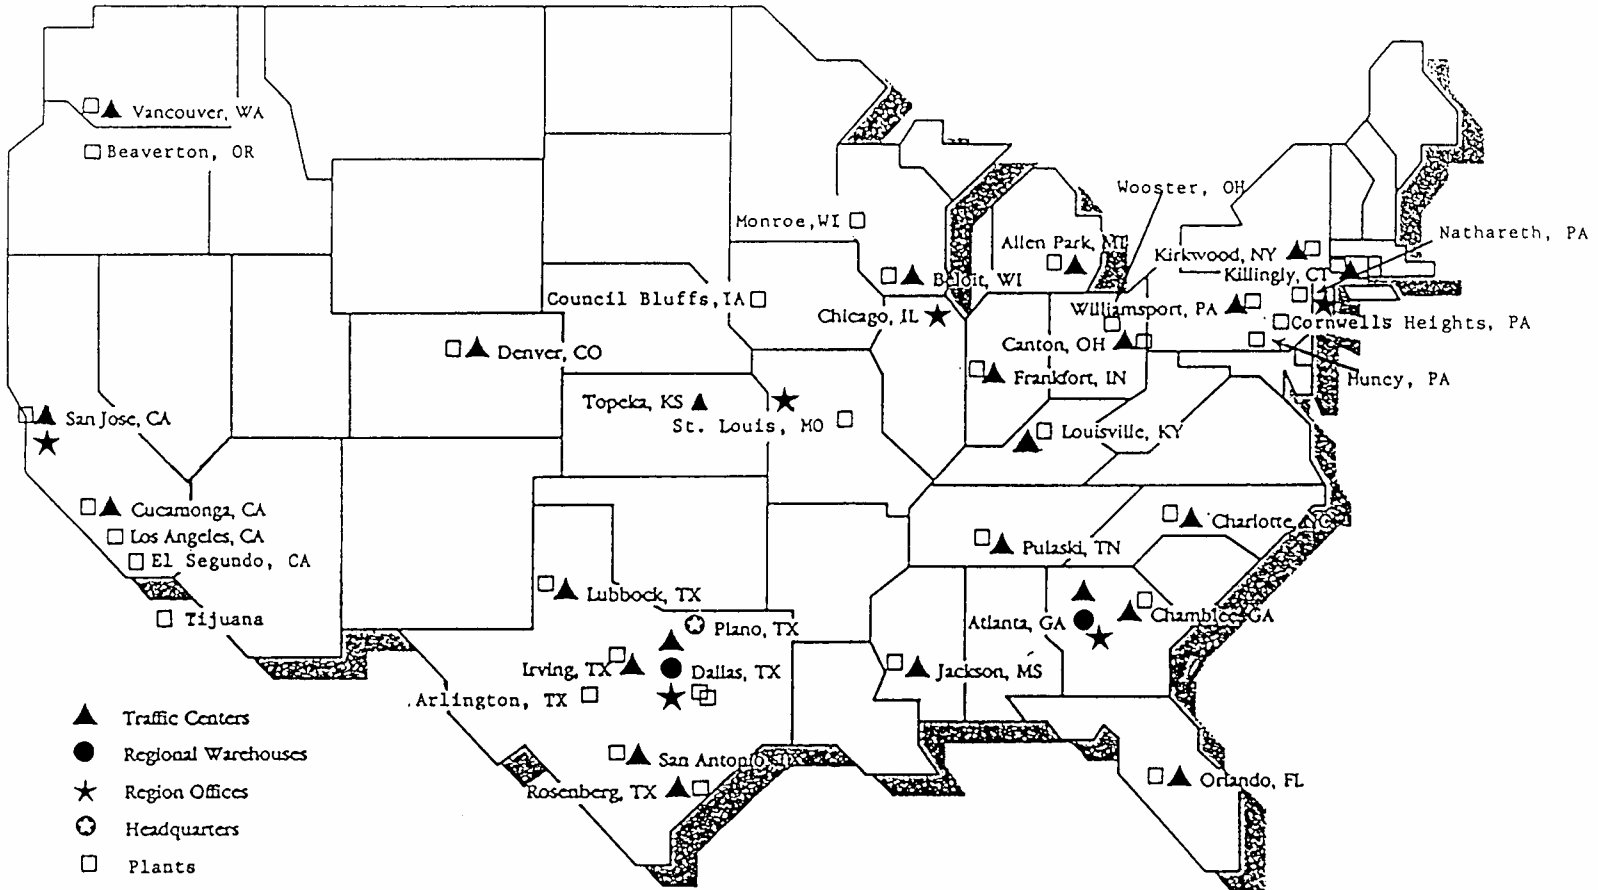 Vancouver, WA
Beaverton, OR
Wooster, OH
Monroe,WI
Nathareth, PA
Allen Park, MI
Kirkwood, NY
Killingly, CT
Beloit, WI
Council Bluffs,IA
Chicago, IL
Williamsport, PA
Cornwells Heights, PA
Denver, CO
Canton, OH
Frankfort, IN
Huncy, PA
Topeka, KS
San Jose, CA
St. Louis, MO
Louisville, KY
Cucamonga, CA
Charlotte, NC
Los Angeles, CA
Pulaski, TN
El Segundo, CA
Lubbock, TX
Tijuana
Plano, TX
Atlanta, GA
Chamblee, GA
Irving, TX
Dallas, TX
Jackson, MS
Arlington, TX
Traffic Centers
Regional Warehouses
San Antonio, TX
Orlando, FL
Rosenberg, TX
Region Offices
Headquarters
Plants